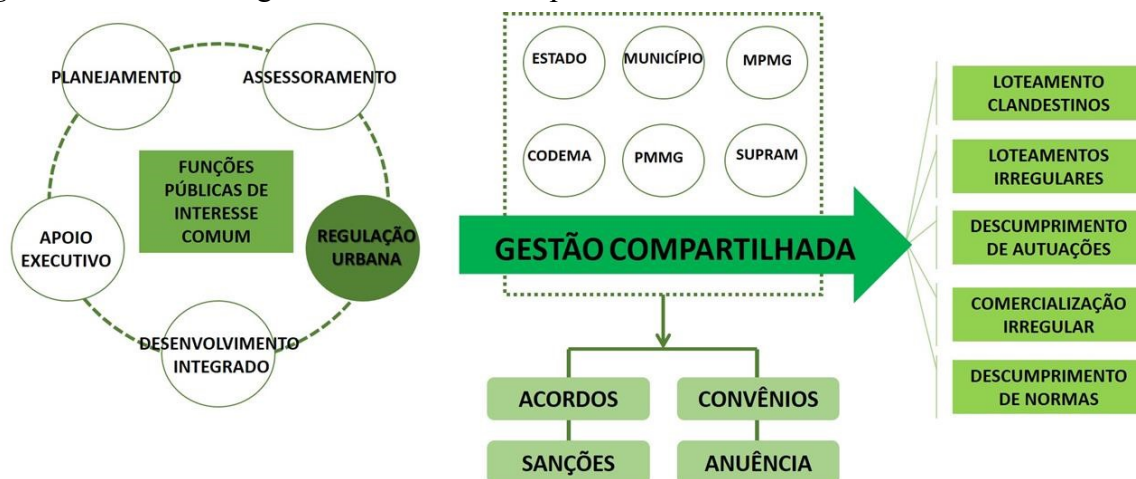 PLANEJAMENTO
ASSESSORAMENTO
FUNÇÕES
PÚBLICAS DE
INTERESSE
COMUM
APOIO
EXECUTIVO
REGULAÇÃO
URBANA
DESENVOLVIMENTO
INTEGRADO
ESTADO
MUNICÍPIO
MPMG
CODEMA
PMMG
SUPRAM
GESTÃO COMPARTILHADA
ACORDOS
CONVÊNIOS
SANÇÕES
ANUÊNCIA
LOTEAMENTO
CLANDESTINOS
LOTEAMENTOS
IRREGULARES
DESCUMPRIMENTO
DE AUTUAÇÕES
COMERCIALIZAÇÃO
IRREGULAR
DESCUMPRIMENTO
DE NORMAS